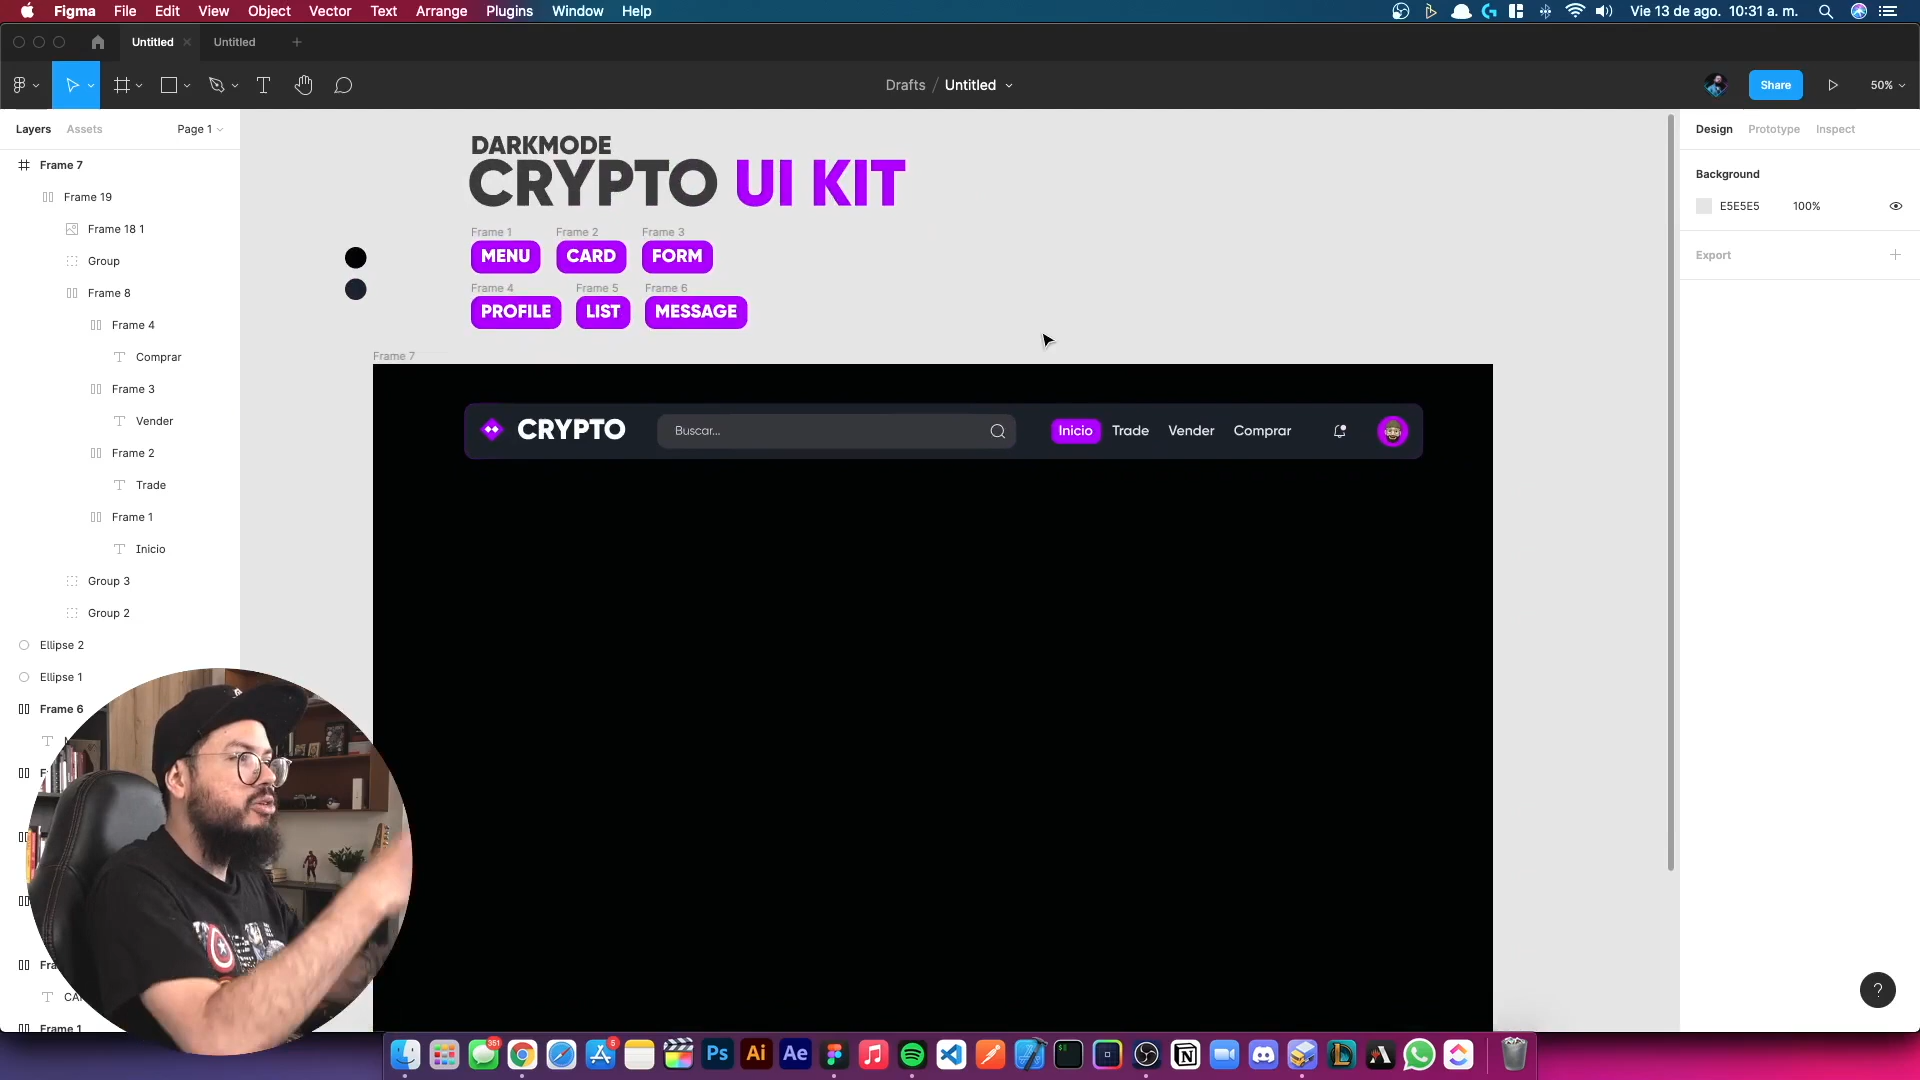 Figma File Edit View Object Vector Text Arrange Plugins Window Help
Vie 13 de ago. 10:31 a. m.
Untitled
Untitled
Drafts / Untitled
Share
50%
Layers
Assets
Page 1
Frame 7
Frame 19
Frame 18 1
Group
Frame 8
Frame 4
Comprar
Frame 3
Vender
Frame 2
Trade
Frame 1
Inicio
Group 3
Group 2
Ellipse 2
Ellipse 1
Frame 6
Frame 1
DARKMODE
CRYPTO UI KIT
Frame 1
Frame 2
Frame 3
MENU
CARD
FORM
Frame 4
Frame 5
Frame 6
PROFILE
LIST
MESSAGE
Frame 7
CRYPTO
Buscar...
Inicio
Trade
Vender
Comprar
Design
Prototype
Inspect
Background
E5E5E5
100%
Export
?
351
5
Ps
Ai
Ae